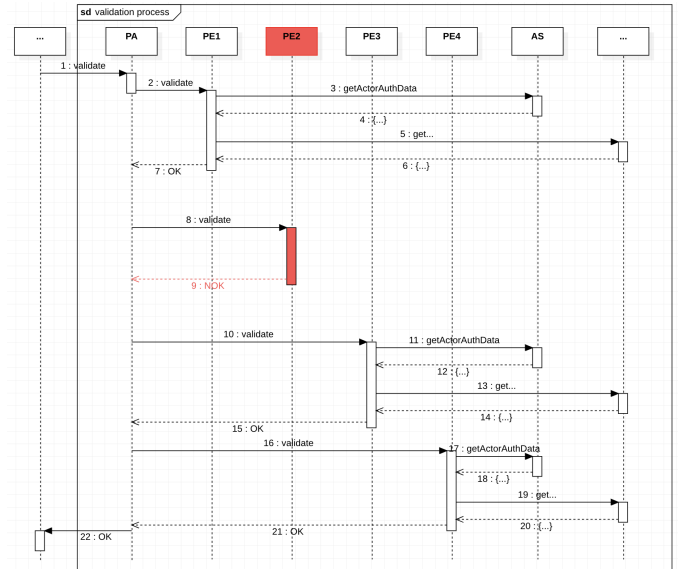 sd validation process
... PA PE1 PE2 PE3 PE4 AS ...
1 : validate
2 : validate
3 : getActorAuthData
4 : {...}
5 : get...
6 : {...}
7 : OK
8 : validate
9 : NOK
10 : validate
11 : getActorAuthData
12 : {...}
13 : get...
14 : {...}
15 : OK
16 : validate
17 : getActorAuthData
18 : {...}
19 : get...
20 : {...}
21 : OK
22 : OK